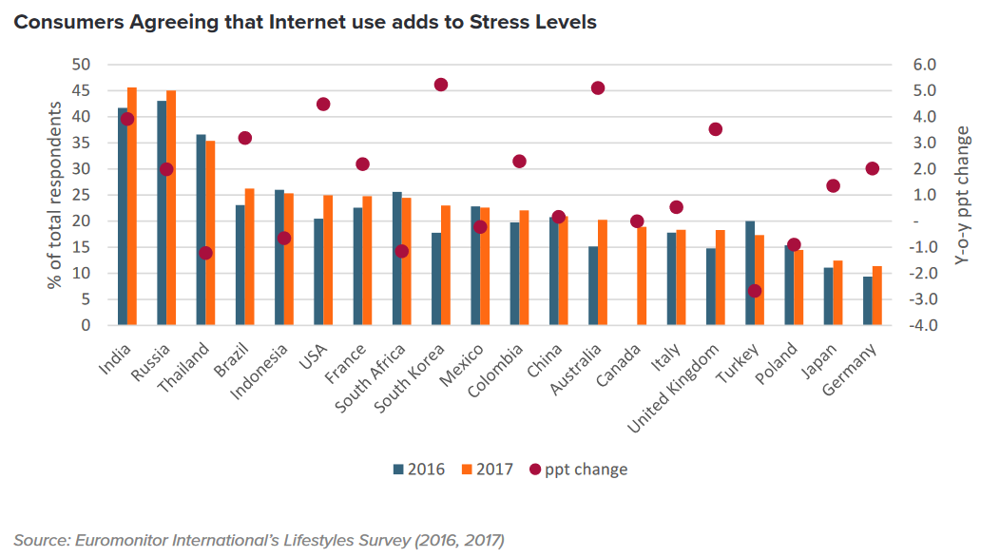 Consumers Agreeing that Internet use adds to Stress Levels
% of total respondents
50
45
40
35
30
25
20
15
10
5
0
6.0
5.0
4.0
3.0
2.0
1.0
-
-1.0
-2.0
-3.0
-4.0
Y-o-y ppt change
India
Russia
Thailand
Brazil
Indonesia
USA
France
South Africa
South Korea
Mexico
Colombia
China
Australia
Canada
Italy
United Kingdom
Turkey
Poland
Japan
Germany
2016 2017 ppt change
Source: Euromonitor International's Lifestyles Survey (2016, 2017)